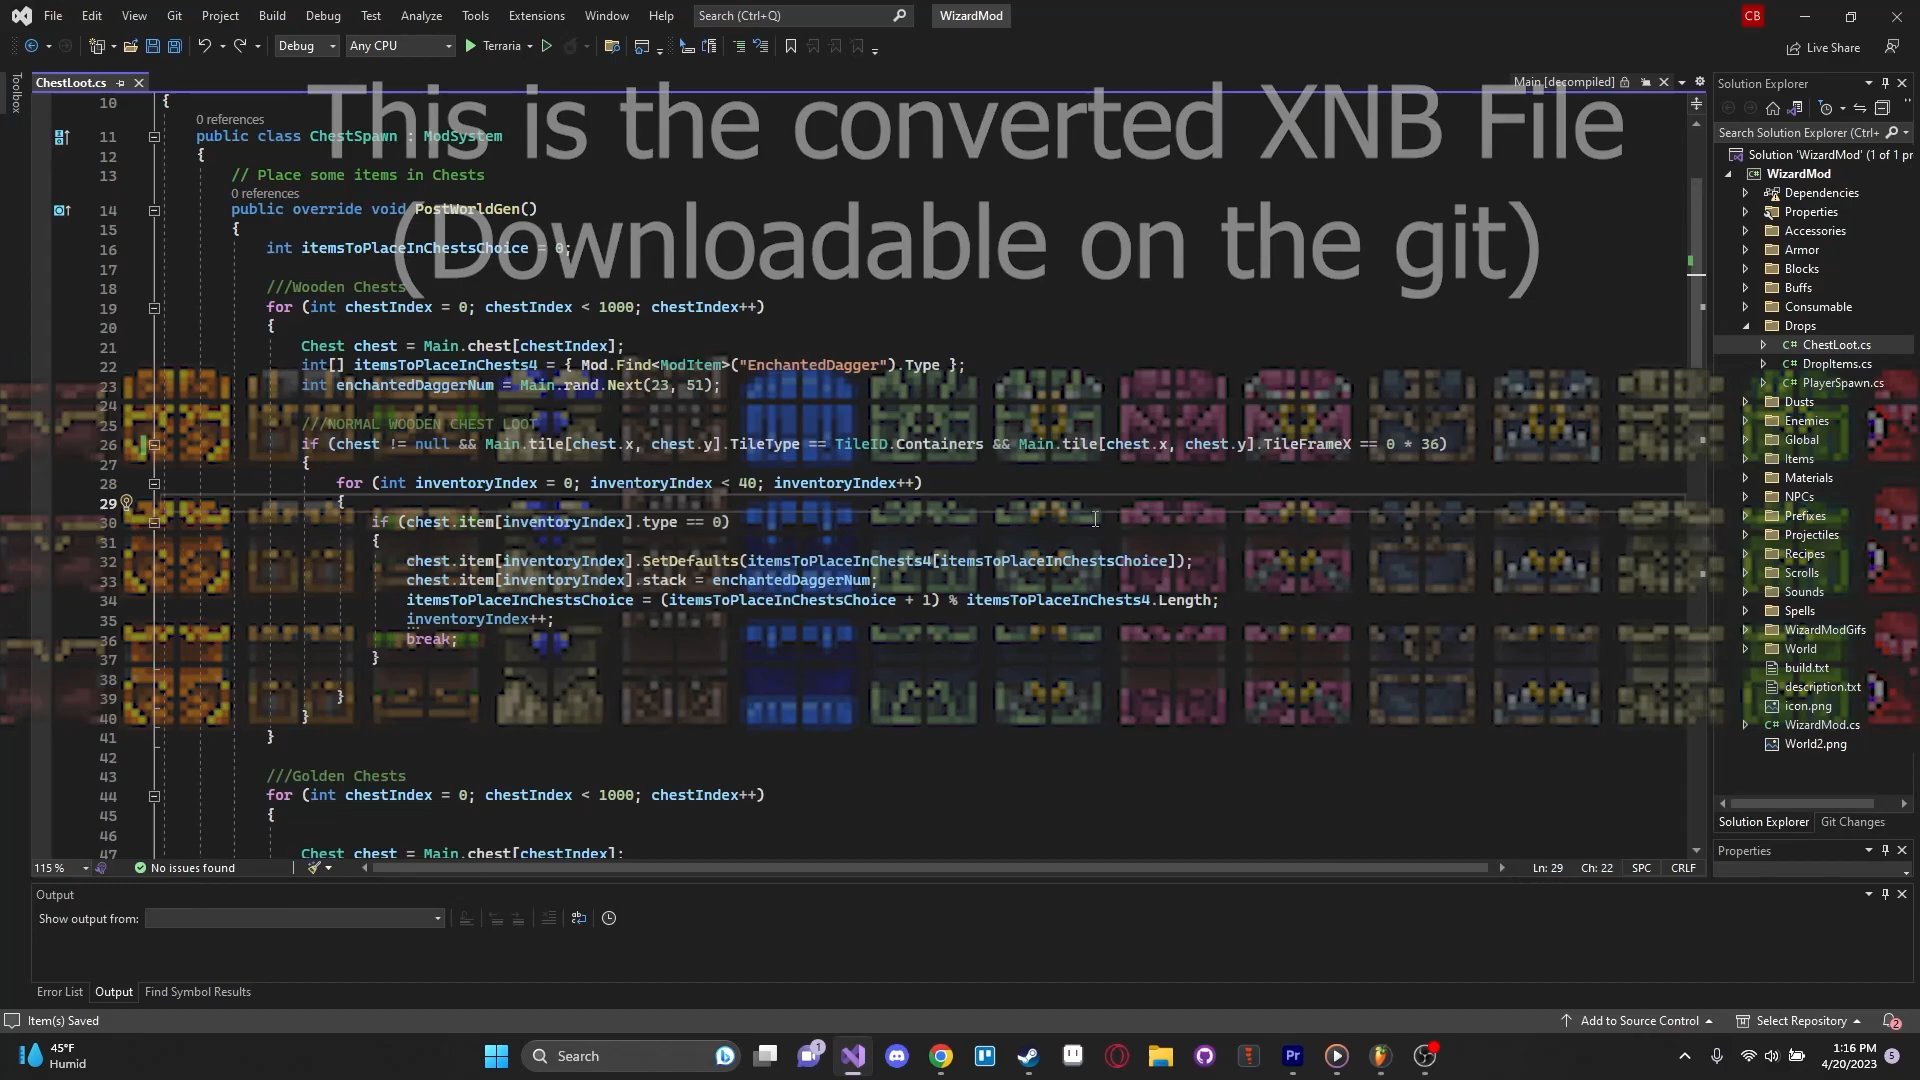 File Edit View Git Project Build Debug Test Analyze Tools Extensions Window Help Search (Ctrl+Q) WizardMod CB
Debug Any CPU Terraria Live Share
ChestLoot.cs Main [decompiled] Solution Explorer
This is the converted XNB File
(Downloadable on the git)
10 {
0 references
11 public class ChestSpawn : ModSystem
12 {
13 // Place some items in Chests
0 references
14 public override void PostWorldGen()
15 {
16 int itemsToPlaceInChestsChoice = 0;
17
18 ///Wooden Chests
19 for (int chestIndex = 0; chestIndex < 1000; chestIndex++)
20 {
21 Chest chest = Main.chest[chestIndex];
22 int[] itemsToPlaceInChests4 = { Mod.Find<ModItem>("EnchantedDagger").Type };
23 int enchantedDaggerNum = Main.rand.Next(23, 51);
24
25 ///NORMAL WOODEN CHEST LOOT
26 if (chest != null && Main.tile[chest.x, chest.y].TileType == TileID.Containers && Main.tile[chest.x, chest.y].TileFrameX == 0 * 36)
27 {
28 for (int inventoryIndex = 0; inventoryIndex < 40; inventoryIndex++)
29 {
30 if (chest.item[inventoryIndex].type == 0)
31 {
32 chest.item[inventoryIndex].SetDefaults(itemsToPlaceInChests4[itemsToPlaceInChestsChoice]);
33 chest.item[inventoryIndex].stack = enchantedDaggerNum;
34 itemsToPlaceInChestsChoice = (itemsToPlaceInChestsChoice + 1) % itemsToPlaceInChests4.Length;
35 inventoryIndex++;
36 break;
37 }
38
39 }
40 }
41 }
42
43 ///Golden Chests
44 for (int chestIndex = 0; chestIndex < 1000; chestIndex++)
45 {
46
47 Chest chest = Main.chest[chestIndex];
Toolbox
Search Solution Explorer (Ctrl+
Solution 'WizardMod' (1 of 1 pr
WizardMod
Dependencies
Properties
Accessories
Armor
Blocks
Buffs
Consumable
Drops
C# ChestLoot.cs
C# DropItems.cs
C# PlayerSpawn.cs
Dusts
Enemies
Global
Items
Materials
NPCs
Prefixes
Projectiles
Recipes
Scrolls
Sounds
Spells
WizardModGifs
World
build.txt
description.txt
icon.png
C# WizardMod.cs
World2.png
Solution Explorer Git Changes
Properties
115 % No issues found Ln: 29 Ch: 22 SPC CRLF
Output
Show output from:
Error List Output Find Symbol Results
Item(s) Saved Add to Source Control Select Repository 2
45°F
Humid
Search 1 Pr
1:16 PM
4/20/2023 5